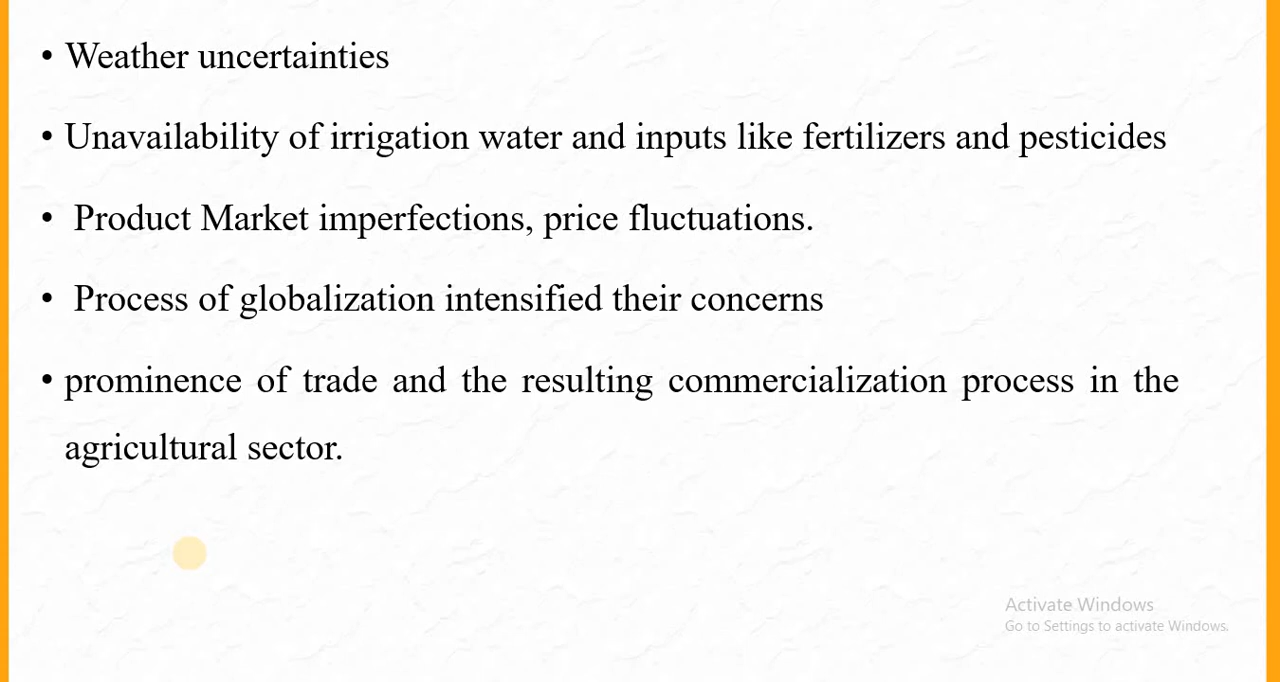 • Weather uncertainties
• Unavailability of irrigation water and inputs like fertilizers and pesticides
• Product Market imperfections, price fluctuations.
• Process of globalization intensified their concerns
• prominence of trade and the resulting commercialization process in the
agricultural sector.
Activate Windows
Go to Settings to activate Windows.